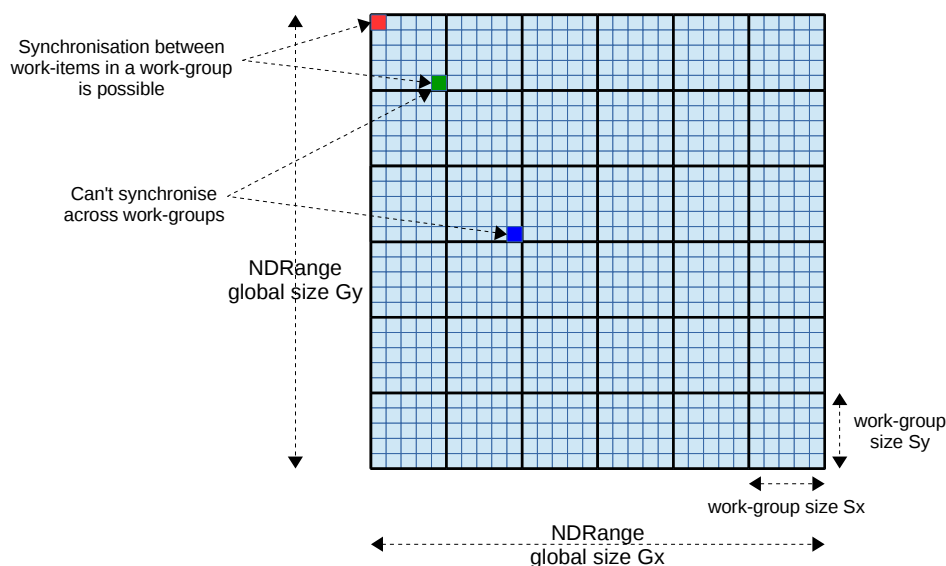 Synchronisation between
work-items in a work-group
is possible
Can't synchronise
across work-groups
NDRange
global size Gy
work-group
size Sy
work-group size Sx
NDRange
global size Gx